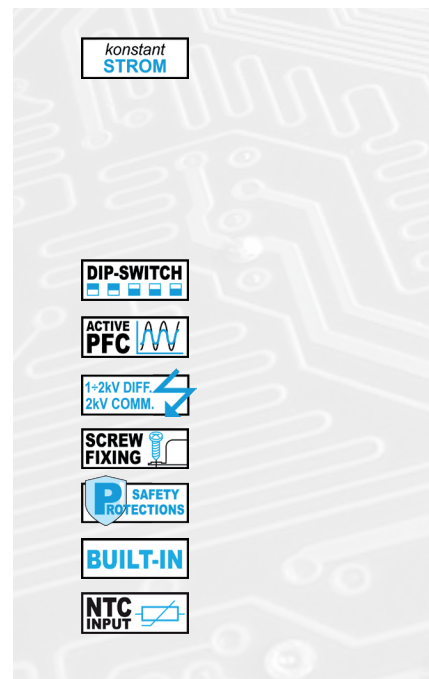 konstant
STROM
DIP-SWITCH
ACTIVE
PFC
1÷2kV DIFF.
2kV COMM.
SCREW
FIXING
SAFETY
PROTECTIONS
BUILT-IN
NTC
INPUT